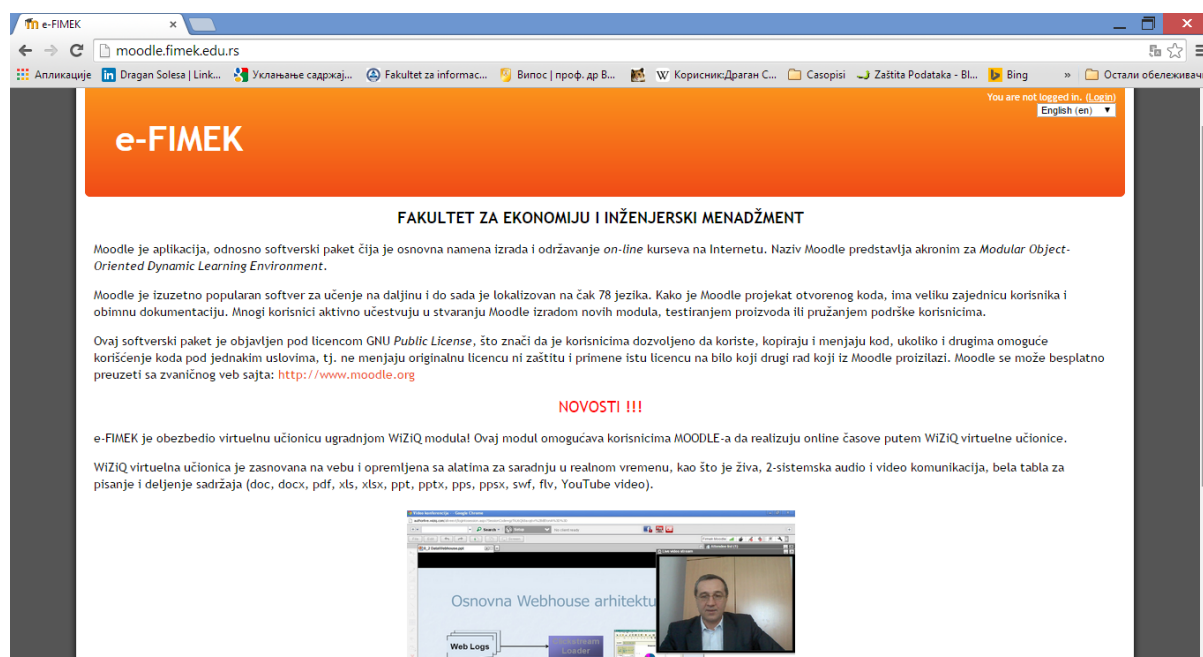 e-FIMEK
moodle.fimek.edu.rs
Апликације
Dragan Solesa | Link...
Уклањање садржај...
Fakultet za informac...
Випос | проф. др В...
Корисник:Драган С...
Casopisi
Zaštita Podataka - Bl...
Bing
»
Остали обележивач
You are not logged in. (Login)
English (en)
e-FIMEK
FAKULTET ZA EKONOMIJU I INŽENJERSKI MENADŽMENT
Moodle je aplikacija, odnosno softverski paket čija je osnovna namena izrada i održavanje on-line kurseva na Internetu. Naziv Moodle predstavlja akronim za Modular Object-
Oriented Dynamic Learning Environment.
Moodle je izuzetno popularan softver za učenje na daljinu i do sada je lokalizovan na čak 78 jezika. Kako je Moodle projekat otvorenog koda, ima veliku zajednicu korisnika i
obimnu dokumentaciju. Mnogi korisnici aktivno učestvuju u stvaranju Moodle izradom novih modula, testiranjem proizvoda ili pružanjem podrške korisnicima.
Ovaj softverski paket je objavljen pod licencom GNU Public License, što znači da je korisnicima dozvoljeno da koriste, kopiraju i menjaju kod, ukoliko i drugima omoguće
korišćenje koda pod jednakim uslovima, tj. ne menjaju originalnu licencu ni zaštitu i primene istu licencu na bilo koji drugi rad koji iz Moodle proizilazi. Moodle se može besplatno
preuzeti sa zvaničnog veb sajta: http://www.moodle.org
NOVOSTI !!!
e-FIMEK je obezbedio virtuelnu učionicu ugradnjom WiZiQ modula! Ovaj modul omogućava korisnicima MOODLE-a da realizuju online časove putem WiZiQ virtuelne učionice.
WiZiQ virtuelna učionica je zasnovana na vebu i opremljena sa alatima za saradnju u realnom vremenu, kao što je živa, 2-sistemska audio i video komunikacija, bela tabla za
pisanje i deljenje sadržaja (doc, docx, pdf, xls, xlsx, ppt, pptx, pps, ppsx, swf, flv, YouTube video).
Osnovna Webhouse arhitektu
Web Logs
Loader